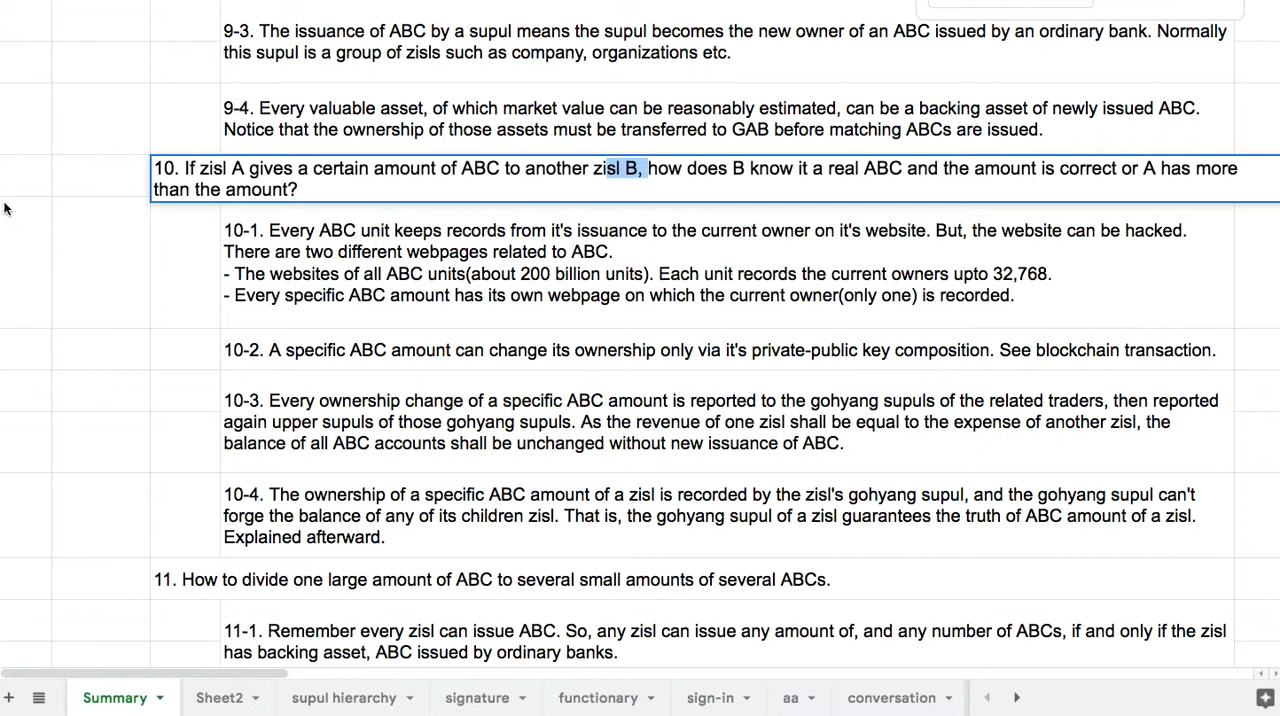 9-3. The issuance of ABC by a supul means the supul becomes the new owner of an ABC issued by an ordinary bank. Normally
this supul is a group of zisls such as company, organizations etc.
9-4. Every valuable asset, of which market value can be reasonably estimated, can be a backing asset of newly issued ABC.
Notice that the ownership of those assets must be transferred to GAB before matching ABCs are issued.
10. If zisl A gives a certain amount of ABC to another zisl B, how does B know it a real ABC and the amount is correct or A has more
than the amount?
10-1. Every ABC unit keeps records from it's issuance to the current owner on it's website. But, the website can be hacked.
There are two different webpages related to ABC.
- The websites of all ABC units(about 200 billion units). Each unit records the current owners upto 32,768.
- Every specific ABC amount has its own webpage on which the current owner(only one) is recorded.
10-2. A specific ABC amount can change its ownership only via it's private-public key composition. See blockchain transaction.
10-3. Every ownership change of a specific ABC amount is reported to the gohyang supuls of the related traders, then reported
again upper supuls of those gohyang supuls. As the revenue of one zisl shall be equal to the expense of another zisl, the
balance of all ABC accounts shall be unchanged without new issuance of ABC.
10-4. The ownership of a specific ABC amount of a zisl is recorded by the zisl's gohyang supul, and the gohyang supul can't
forge the balance of any of its children zisl. That is, the gohyang supul of a zisl guarantees the truth of ABC amount of a zisl.
Explained afterward.
11. How to divide one large amount of ABC to several small amounts of several ABCs.
11-1. Remember every zisl can issue ABC. So, any zisl can issue any amount of, and any number of ABCs, if and only if the zisl
has backing asset, ABC issued by ordinary banks.
Summary Sheet2 supul hierarchy signature functionary sign-in aa conversation